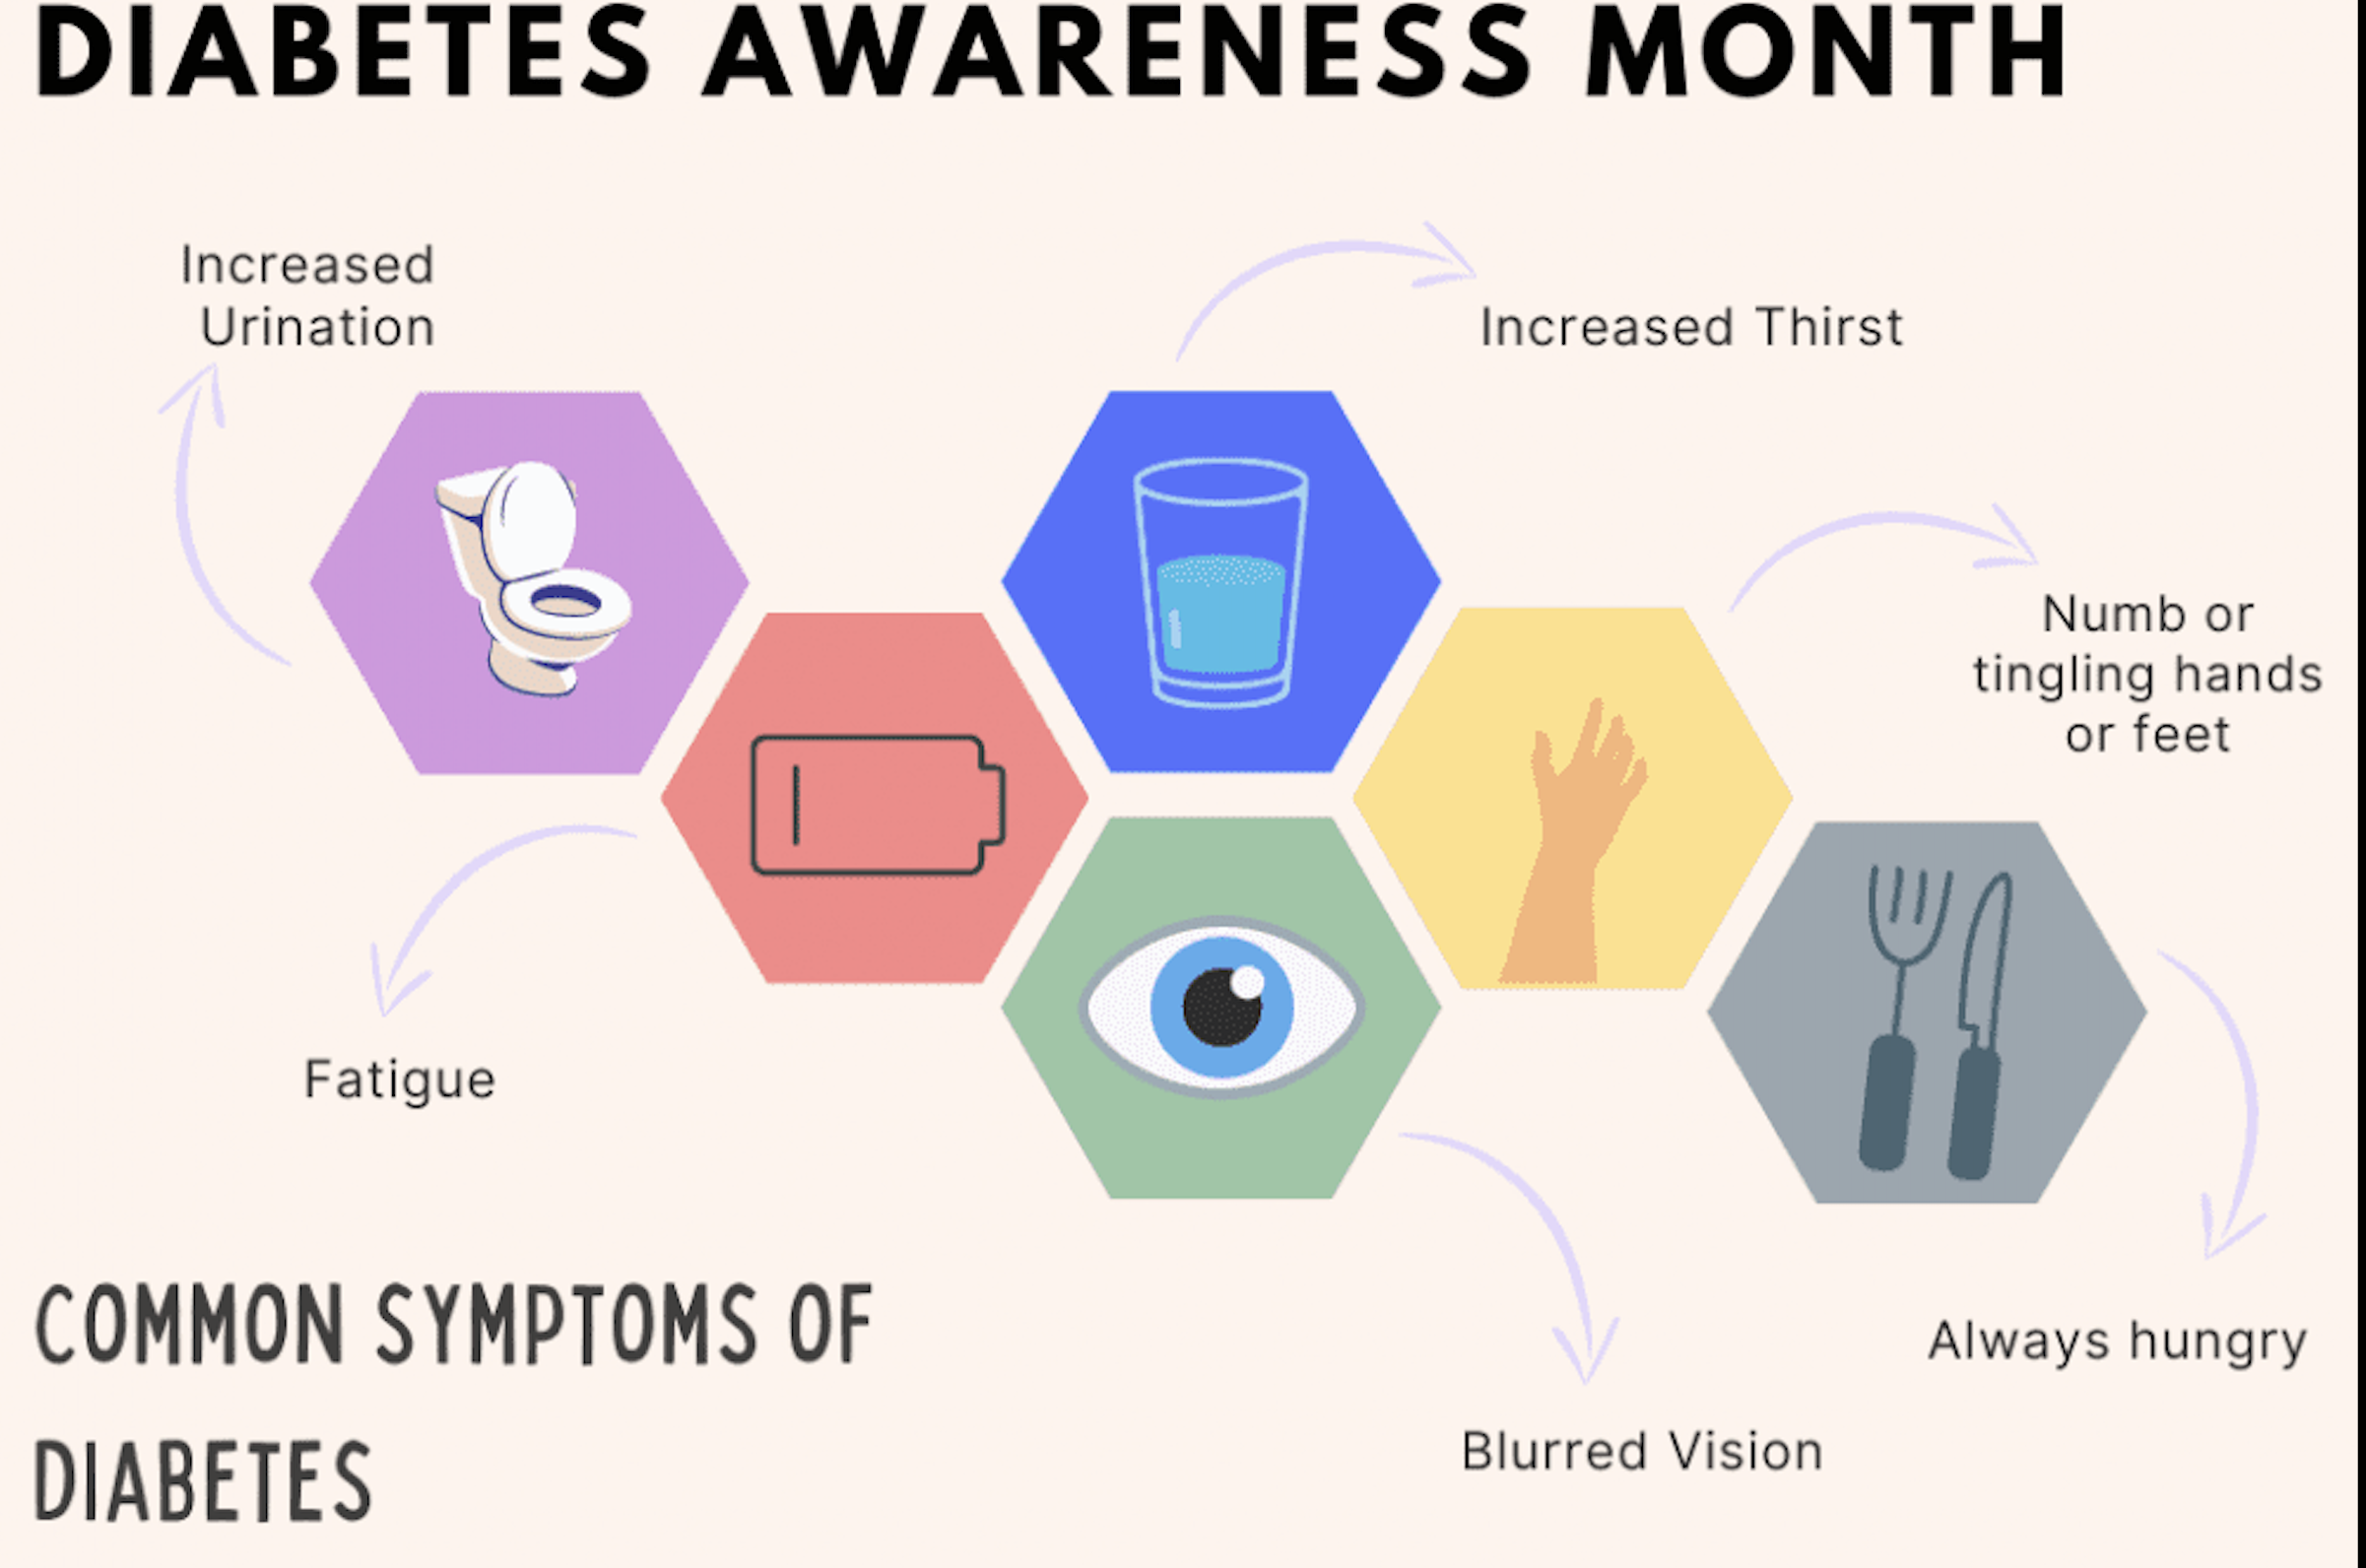 DIABETES AWARENESS MONTH
Increased
Urination
Increased Thirst
Numb or
tingling hands
or feet
Fatigue
Always hungry
Blurred Vision
COMMON SYMPTOMS OF
DIABETES